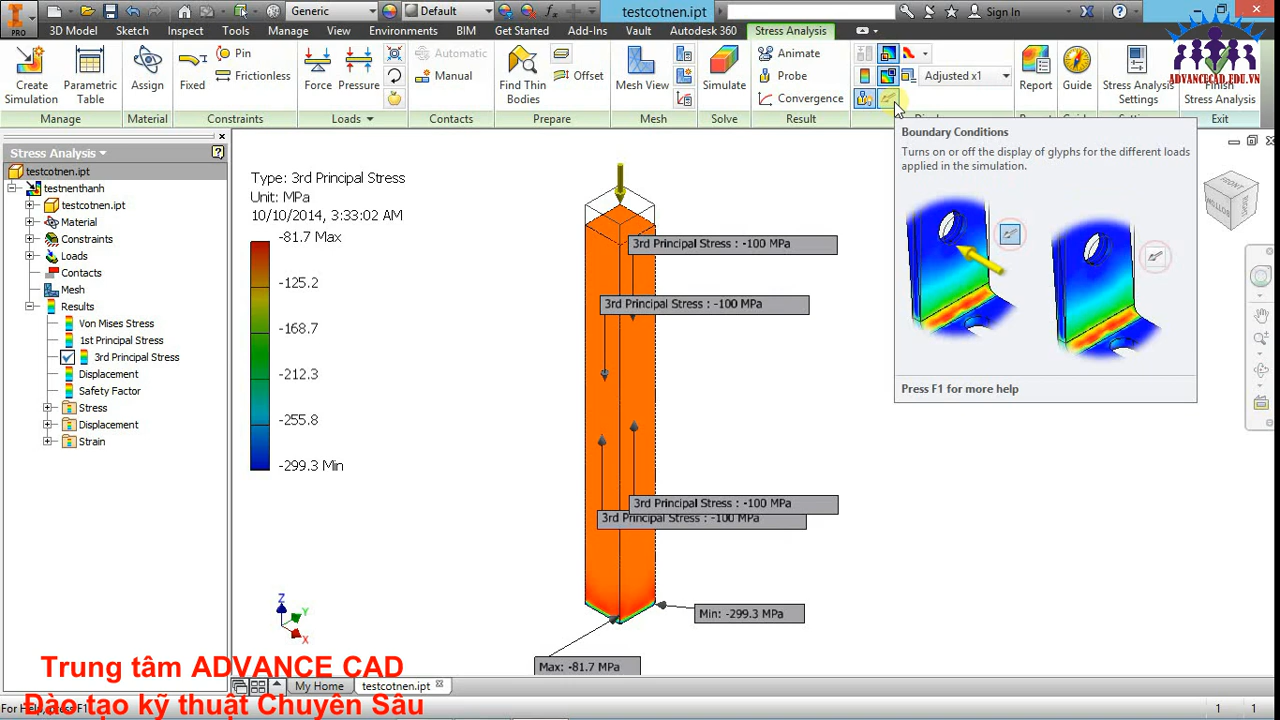 PRO
Generic
Default
testcotnen.ipt
Sign In
ADVANCECAD.EDU.VN
3D Model
Sketch
Inspect
Tools
Manage
View
Environments
BIM
Get Started
Add-Ins
Vault
Autodesk 360
Stress Analysis
Create
Simulation
Parametric
Table
Assign
Fixed
Pin
Frictionless
Force
Pressure
Automatic
Manual
Find Thin
Bodies
Offset
Mesh View
Simulate
Animate
Probe
Convergence
Adjusted x1
Report
Guide
Stress Analysis
Settings
Finish
Stress Analysis
Manage
Material
Constraints
Loads
Contacts
Prepare
Mesh
Solve
Result
Exit
Stress Analysis
testcotnen.ipt
testnenthanh
testcotnen.ipt
Material
Constraints
Loads
Contacts
Mesh
Results
Von Mises Stress
1st Principal Stress
3rd Principal Stress
Displacement
Safety Factor
Stress
Displacement
Strain
Type: 3rd Principal Stress
Unit: MPa
10/10/2014, 3:33:02 AM
-81.7 Max
-125.2
-168.7
-212.3
-255.8
-299.3 Min
3rd Principal Stress : -100 MPa
3rd Principal Stress : -100 MPa
3rd Principal Stress : -100 MPa
3rd Principal Stress : -100 MPa
Min: -299.3 MPa
Max: -81.7 MPa
Boundary Conditions
Turns on or off the display of glyphs for the different loads
applied in the simulation.
Press F1 for more help
FRONT
BOTTOM
Z
Y
X
Trung tâm ADVANCE CAD
Đào tạo kỹ thuật Chuyên Sâu
My Home
testcotnen.ipt
For Help, press F1
1
1